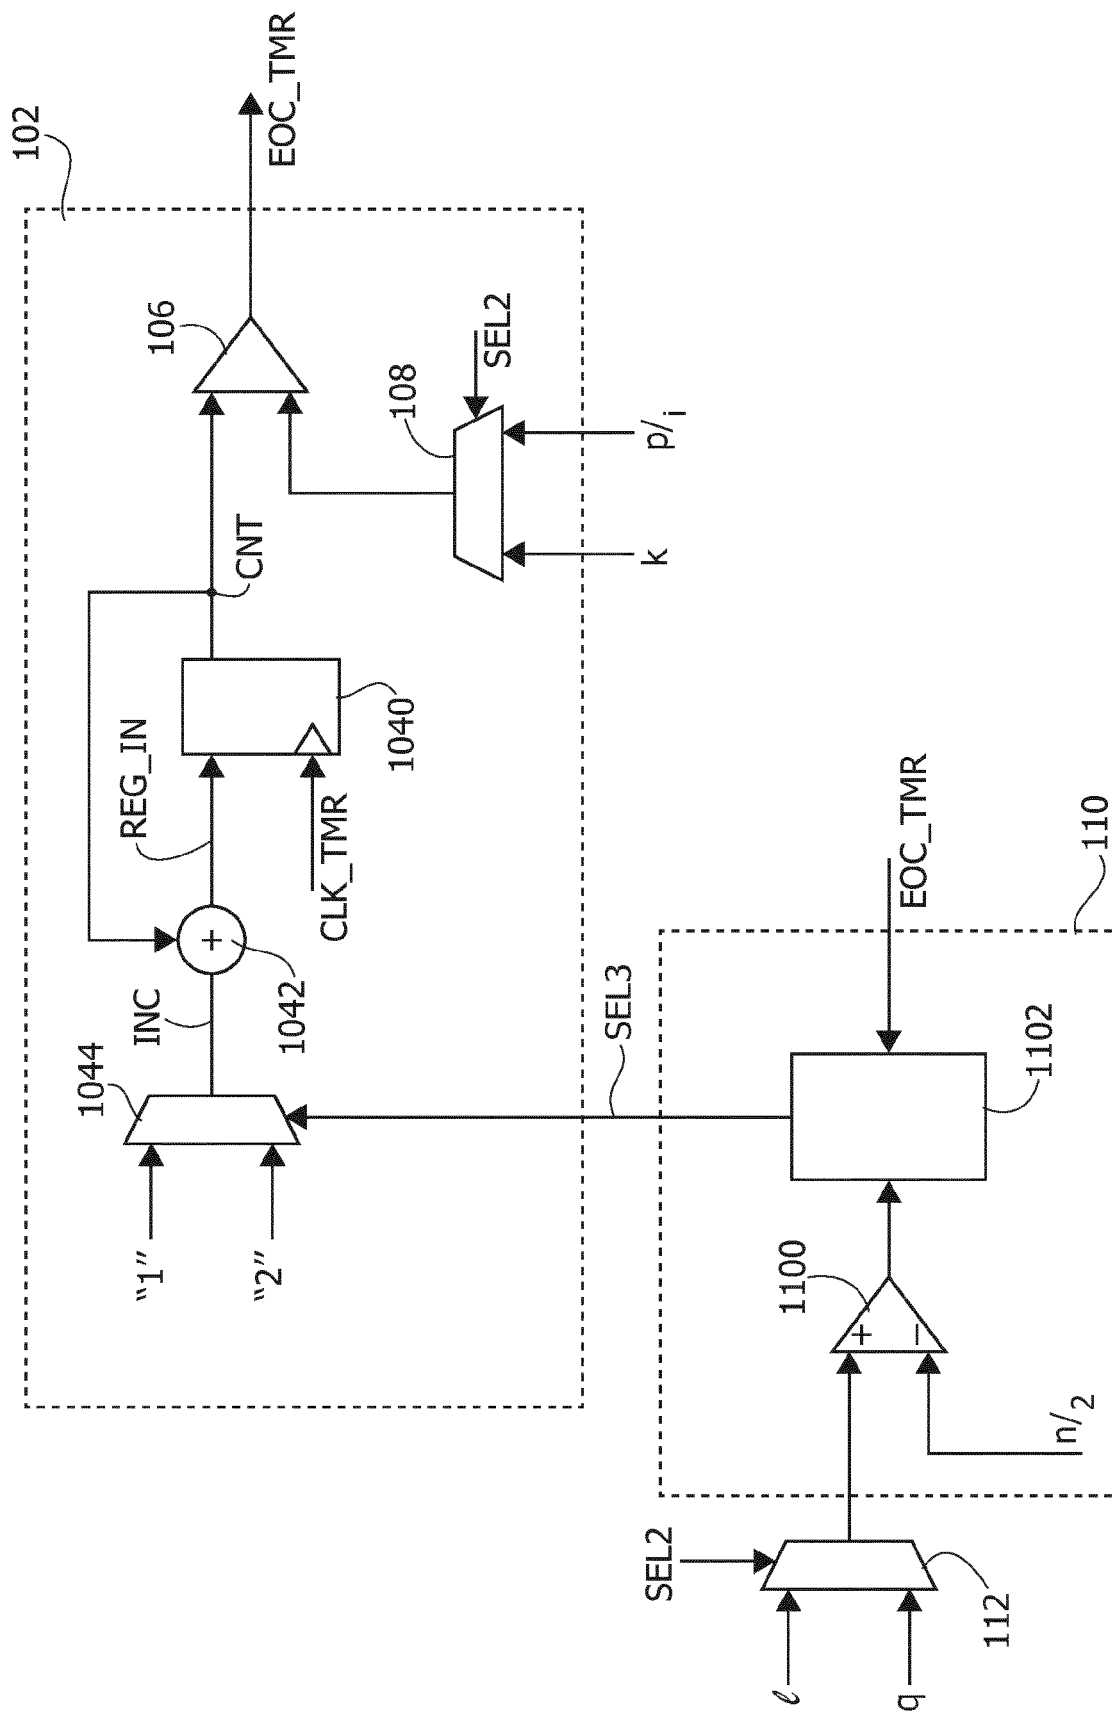 102
EOC_TMR
106
SEL2
108
p/i
k
CNT
REG_IN
1040
CLK_TMR
+
1042
INC
1044
"1"
"2"
SEL3
110
EOC_TMR
1102
1100
+
−
n/2
SEL2
112
ℓ
q